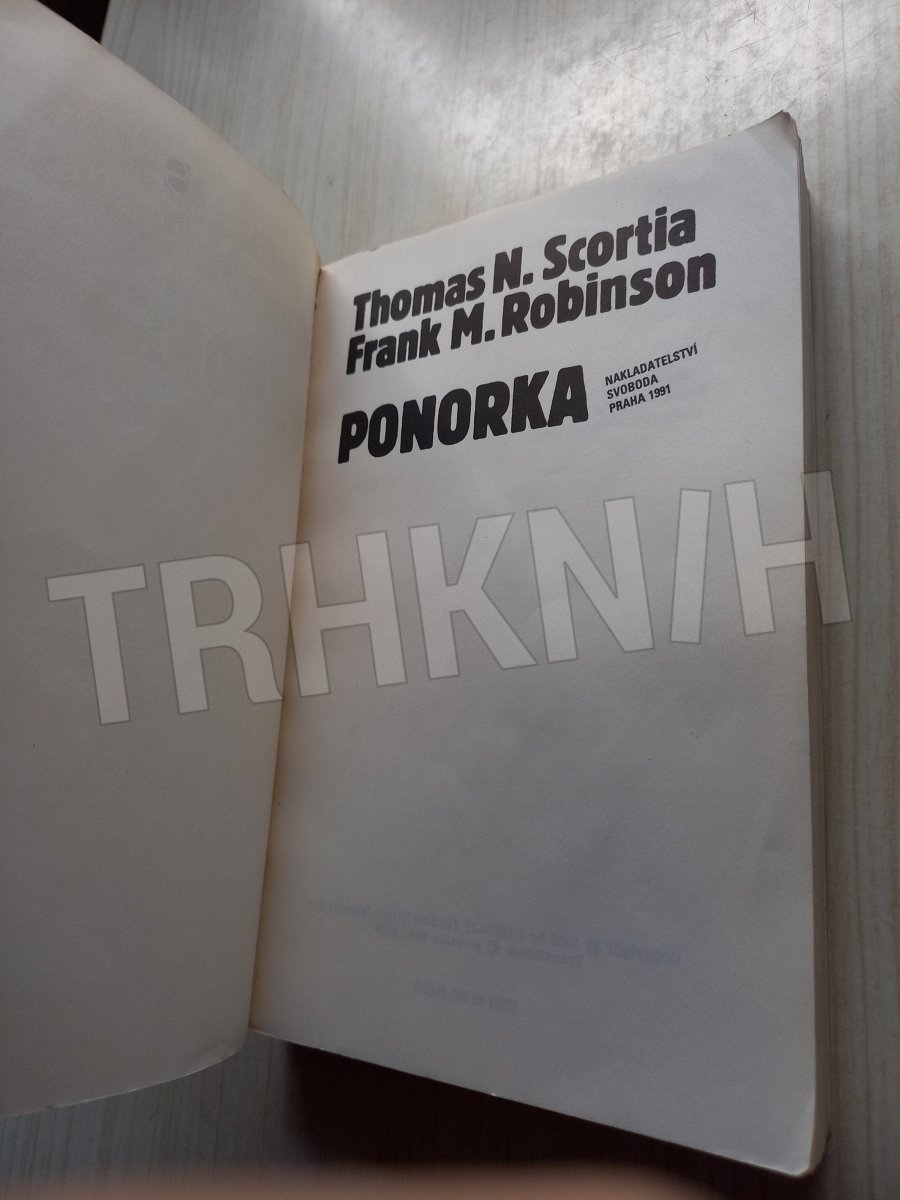 Thomas N. Scortia
Frank M. Robinson
PONORKA
NAKLADATELSTVÍ
SVOBODA
PRAHA 1991
TRHKNIH